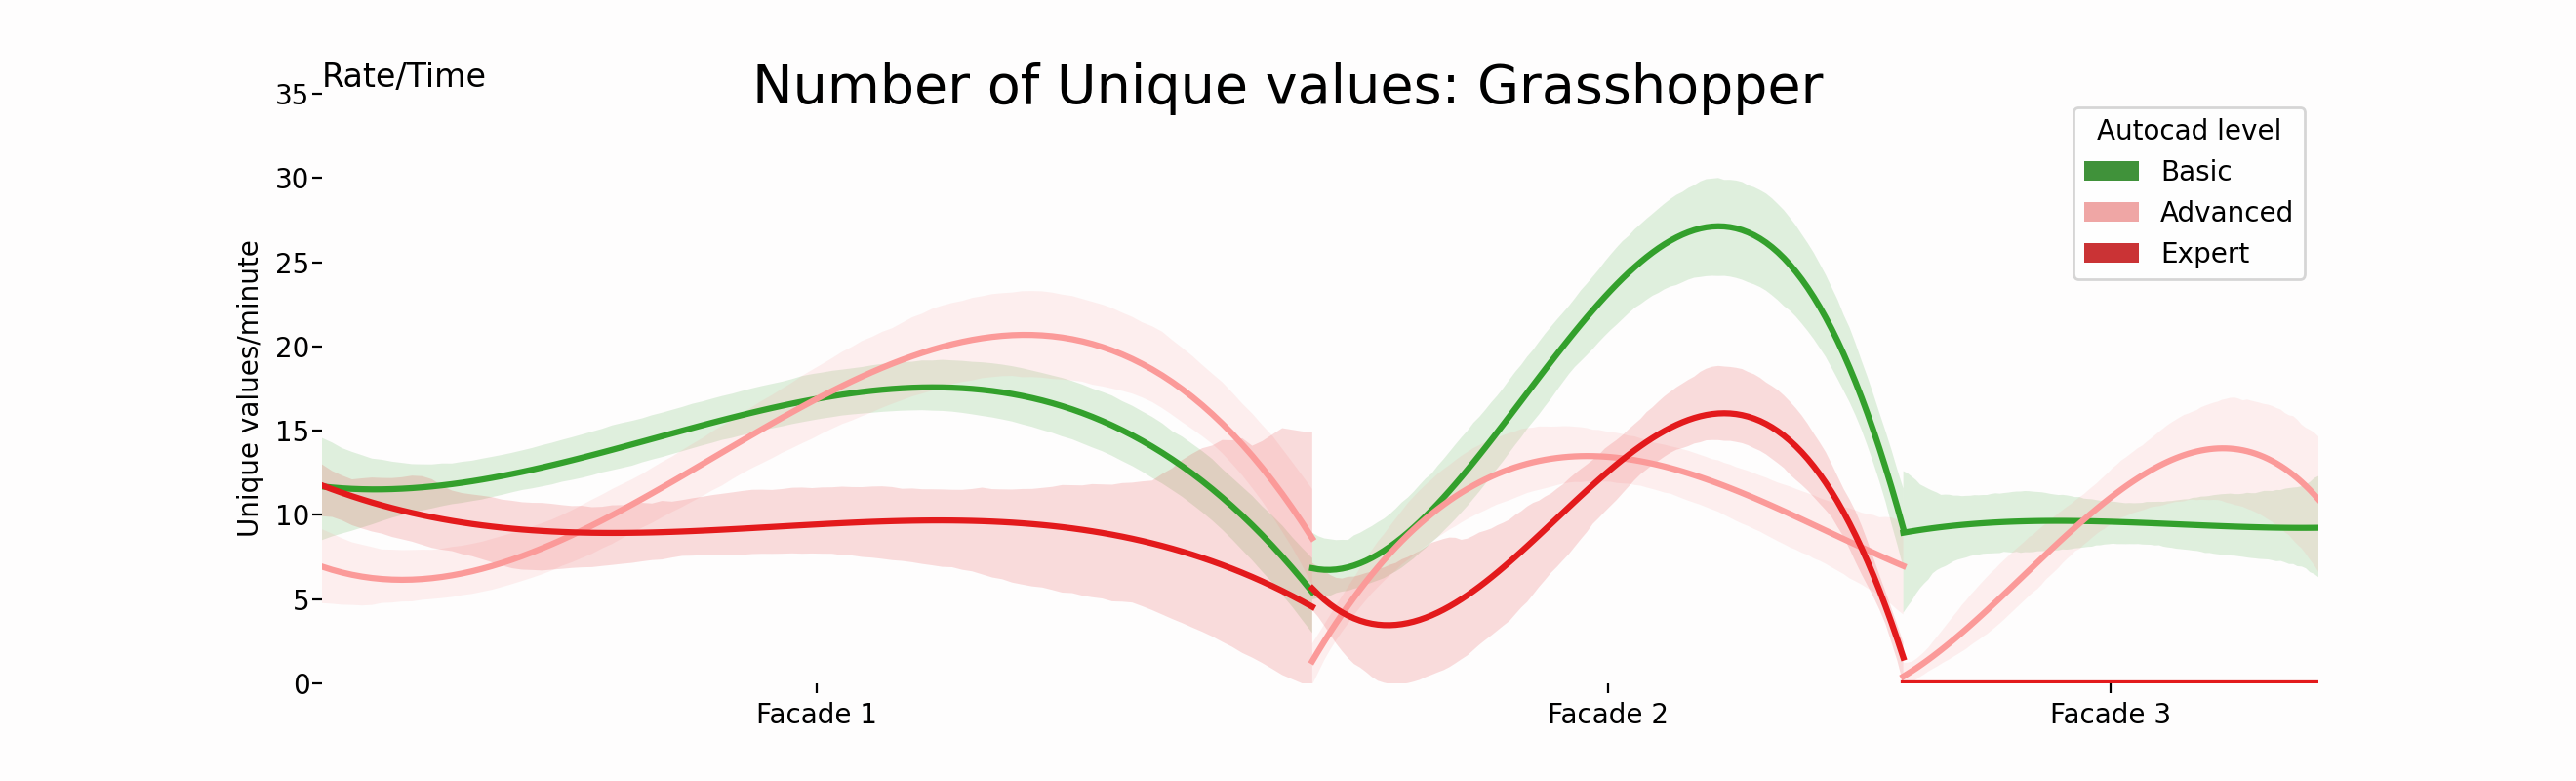 Number of Unique values: Grasshopper
Rate/Time
35
30
25
20
15
10
5
0
Unique values/minute
Autocad level
Basic
Advanced
Expert
Facade 1
Facade 2
Facade 3